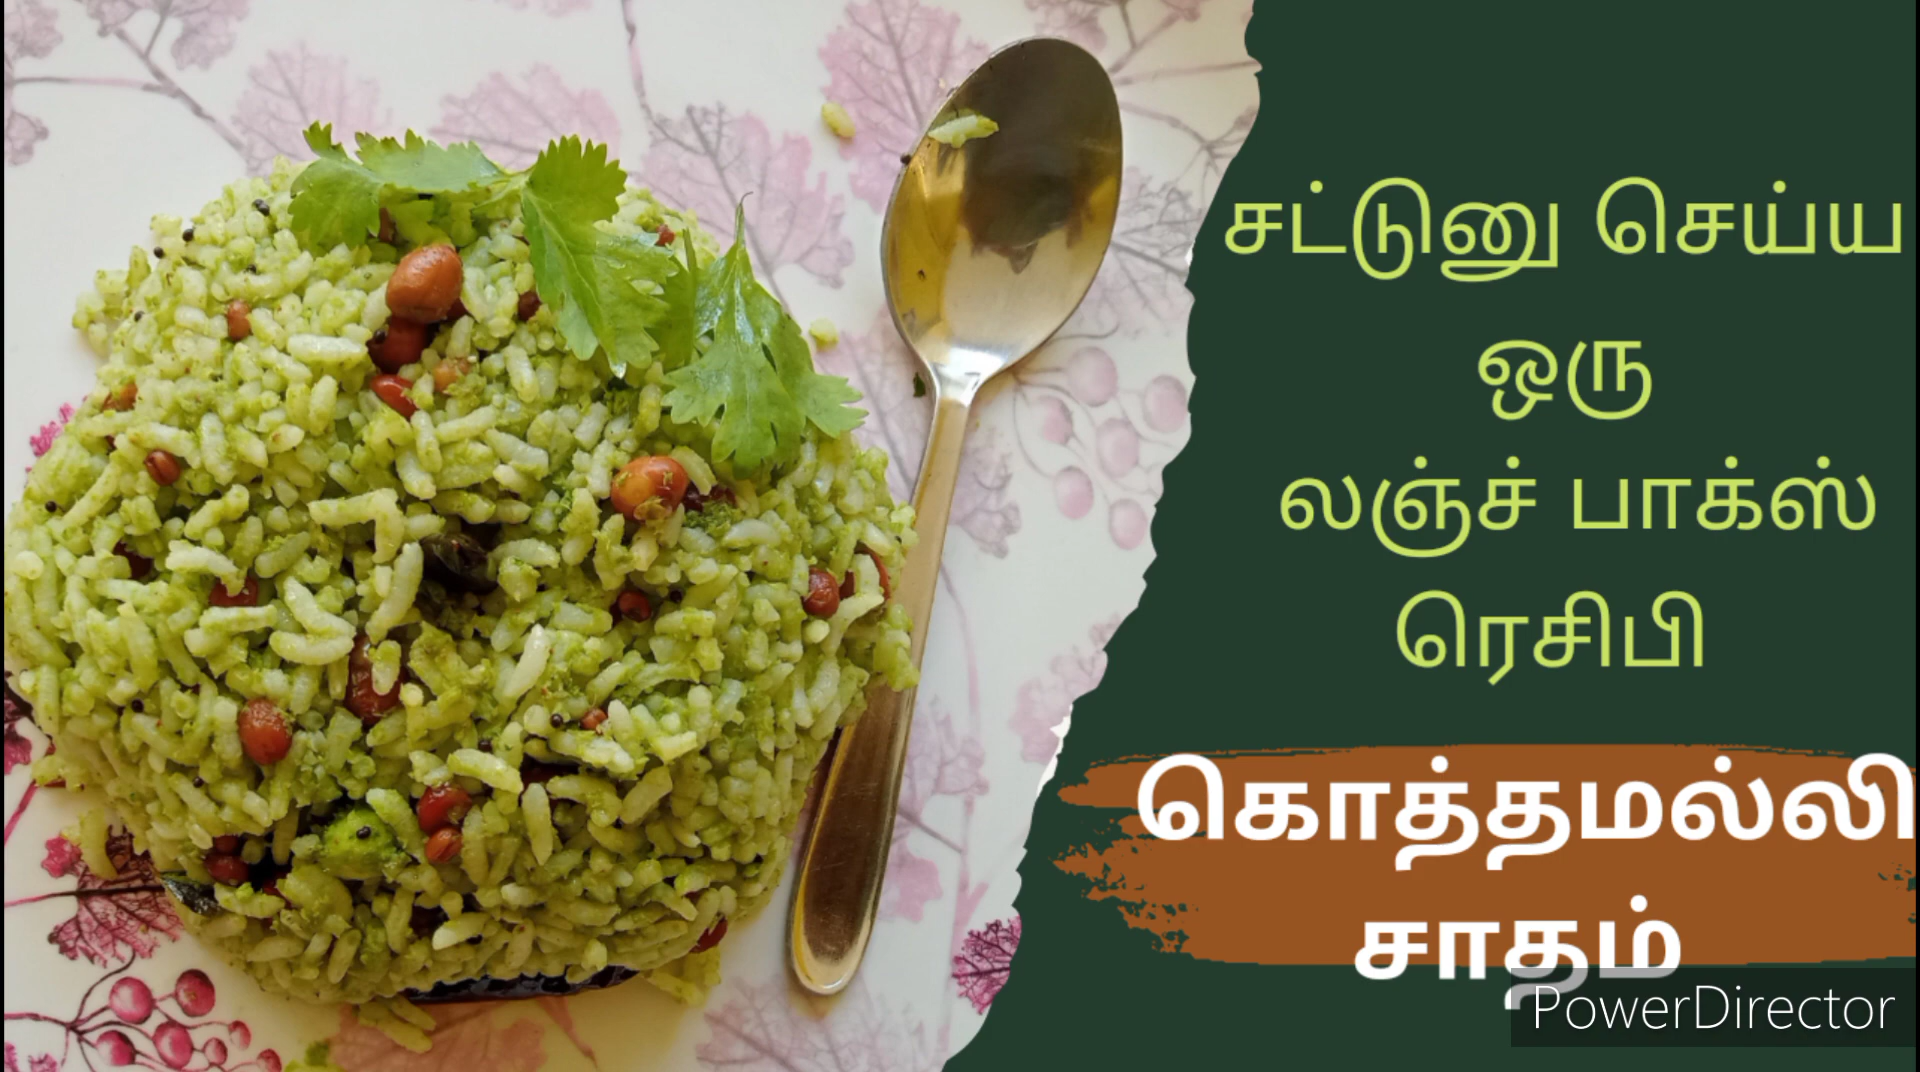 சட்டுனு செய்ய
ஒரு
லஞ்ச் பாக்ஸ்
ரெசிபி
கொத்தமல்லி
சாதம்
PowerDirector